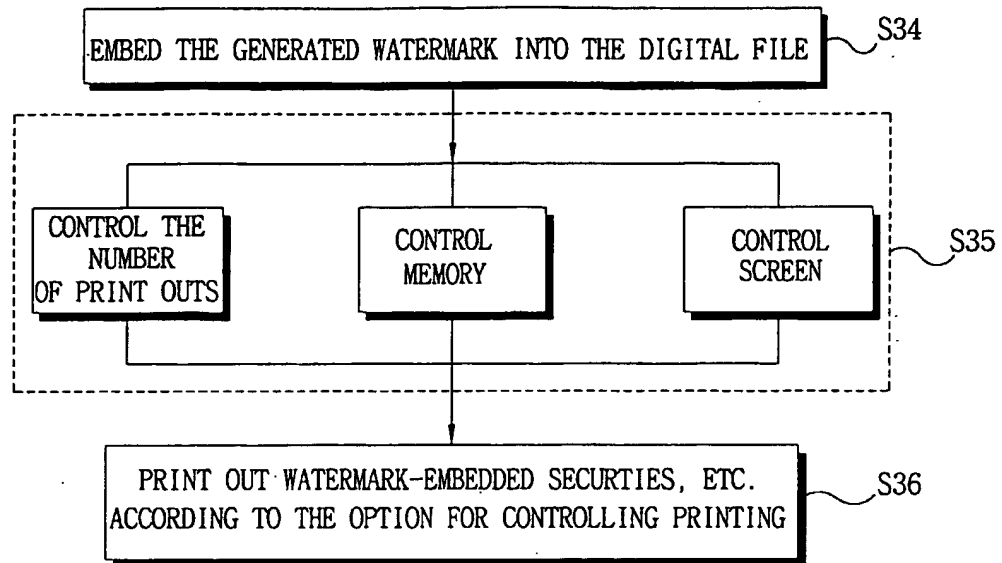 EMBED THE GENERATED WATERMARK INTO THE DIGITAL FILE
S34
CONTROL THE
NUMBER
OF PRINT OUTS
CONTROL
MEMORY
CONTROL
SCREEN
S35
PRINT OUT WATERMARK-EMBEDDED SECURTIES, ETC.
ACCORDING TO THE OPTION FOR CONTROLLING PRINTING
S36